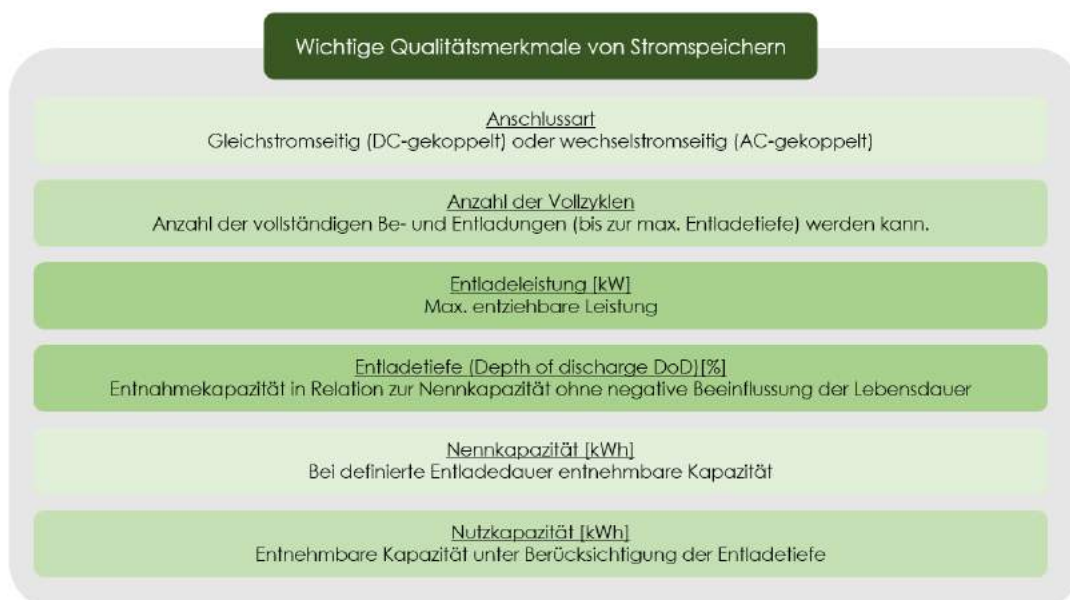 Wichtige Qualitätsmerkmale von Stromspeichern
Anschlussart
Gleichstromseitig (DC-gekoppelt) oder wechselstromseitig (AC-gekoppelt)
Anzahl der Vollzyklen
Anzahl der vollständigen Be- und Entladungen (bis zur max. Entladetiefe) werden kann.
Entladeleistung [kW]
Max. entziehbare Leistung
Entladetiefe (Depth of discharge DoD)[%]
Entnahmekapazität in Relation zur Nennkapazität ohne negative Beeinflussung der Lebensdauer
Nennkapazität [kWh]
Bei definierte Entladedauer entnehmbare Kapazität
Nutzkapazität [kWh]
Entnehmbare Kapazität unter Berücksichtigung der Entladetiefe